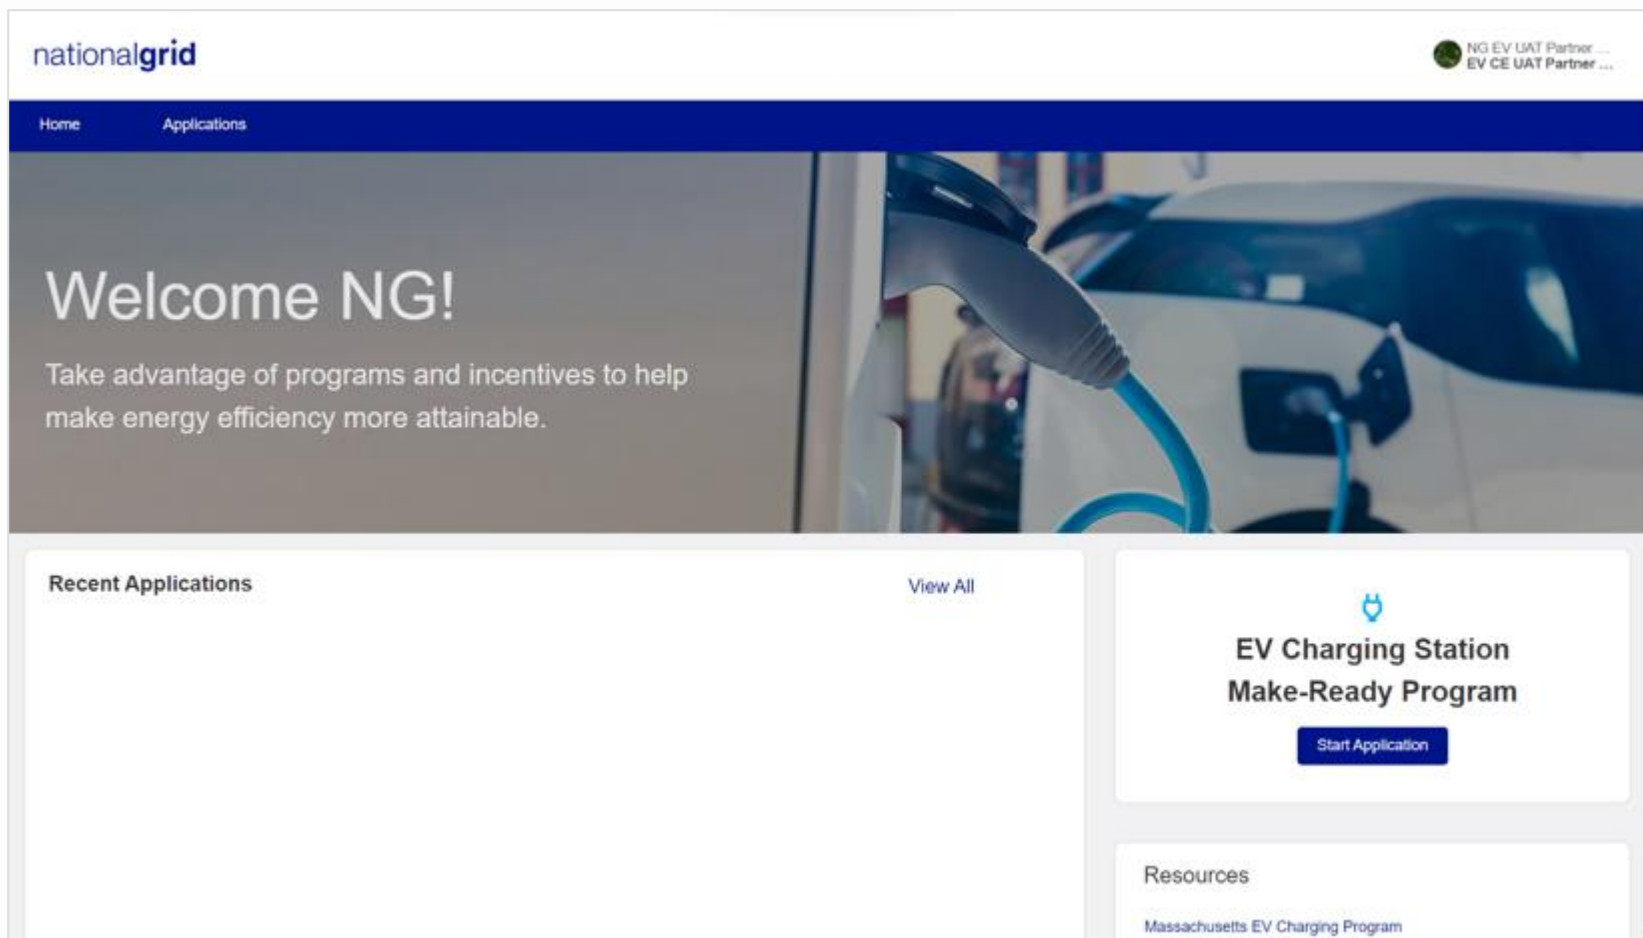 nationalgrid
NG EV UAT Partner ...
EV CE UAT Partner ...
Home
Applications
Welcome NG!
Take advantage of programs and incentives to help
make energy efficiency more attainable.
Recent Applications
View All
EV Charging Station
Make-Ready Program
Start Application
Resources
Massachusetts EV Charging Program